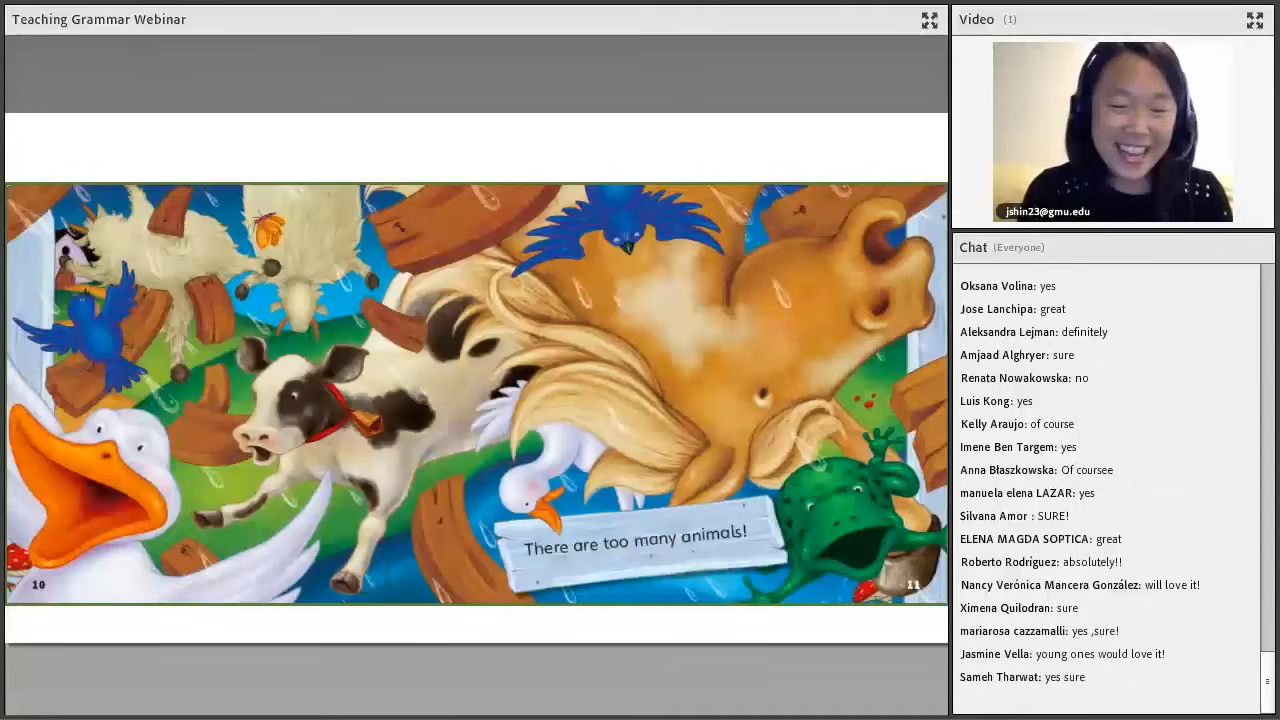 Teaching Grammar Webinar
There are too many animals!
10
11
Video (1)
jshin23@gmu.edu
Chat (Everyone)
Oksana Volina: yes
Jose Lanchipa: great
Aleksandra Lejman: definitely
Amjaad Alghryer: sure
Renata Nowakowska: no
Luis Kong: yes
Kelly Araujo: of course
Imene Ben Targem: yes
Anna Błaszkowska: Of coursee
manuela elena LAZAR: yes
Silvana Amor : SURE!
ELENA MAGDA SOPTICA: great
Roberto Rodríguez: absolutely!!
Nancy Verónica Mancera González: will love it!
Ximena Quilodran: sure
mariarosa cazzamalli: yes ,sure!
Jasmine Vella: young ones would love it!
Sameh Tharwat: yes sure